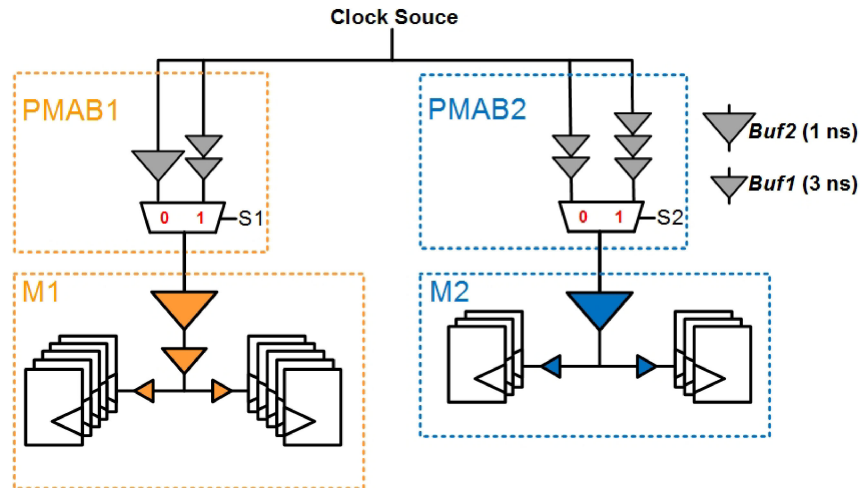 Clock Souce
PMAB1
PMAB2
Buf2 (1 ns)
Buf1 (3 ns)
0 1
S1
0 1
S2
M1
M2